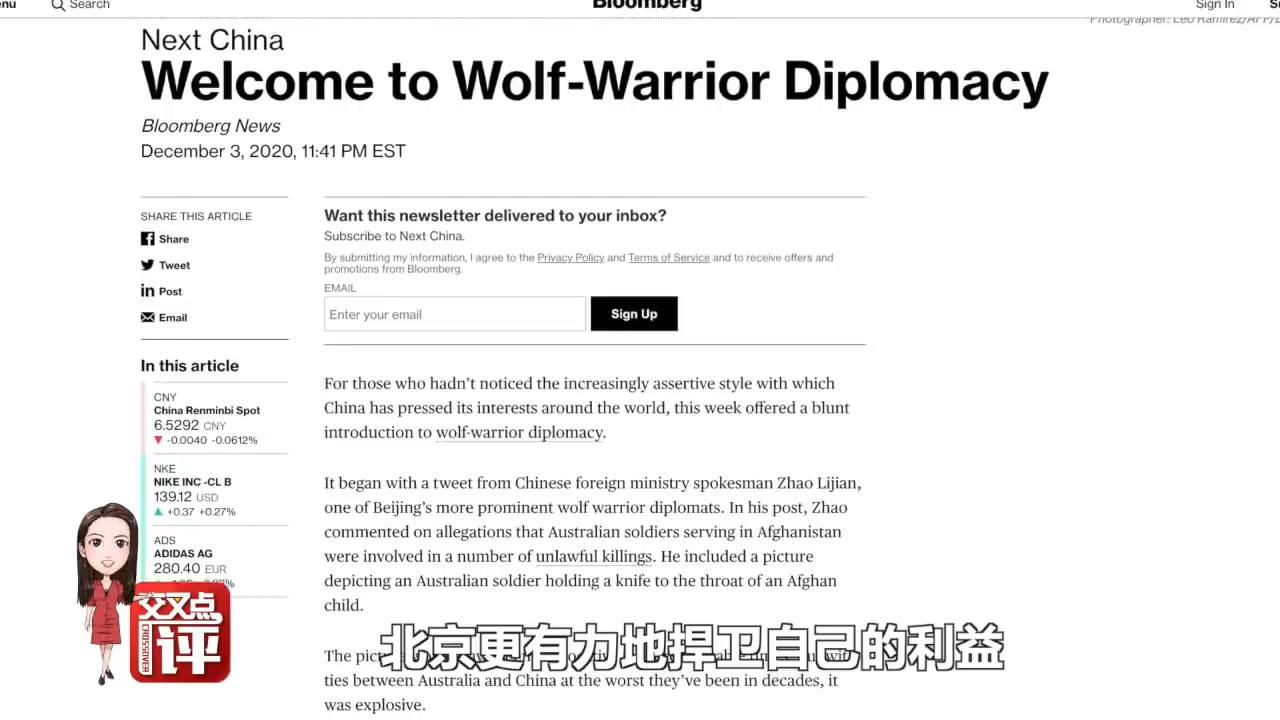 Search
Bloomberg
Sign In
Photographer: Leo Ramirez/AFP/
Next China
Welcome to Wolf-Warrior Diplomacy
Bloomberg News
December 3, 2020, 11:41 PM EST
SHARE THIS ARTICLE
Share
Tweet
Post
Email
Want this newsletter delivered to your inbox?
Subscribe to Next China.
By submitting my information, I agree to the Privacy Policy and Terms of Service and to receive offers and
promotions from Bloomberg.
EMAIL
Enter your email
Sign Up
In this article
CNY
China Renminbi Spot
6.5292 CNY
▼ -0.0040 -0.0612%
NKE
NIKE INC -CL B
139.12 USD
▲ +0.37 +0.27%
ADS
ADIDAS AG
280.40 EUR
For those who hadn't noticed the increasingly assertive style with which
China has pressed its interests around the world, this week offered a blunt
introduction to wolf-warrior diplomacy.
It began with a tweet from Chinese foreign ministry spokesman Zhao Lijian,
one of Beijing's more prominent wolf warrior diplomats. In his post, Zhao
commented on allegations that Australian soldiers serving in Afghanistan
were involved in a number of unlawful killings. He included a picture
depicting an Australian soldier holding a knife to the throat of an Afghan
child.
The
ties between Australia and China at the worst they've been in decades, it
was explosive.
交叉点
评
CROSSOVER
北京更有力地捍卫自己的利益